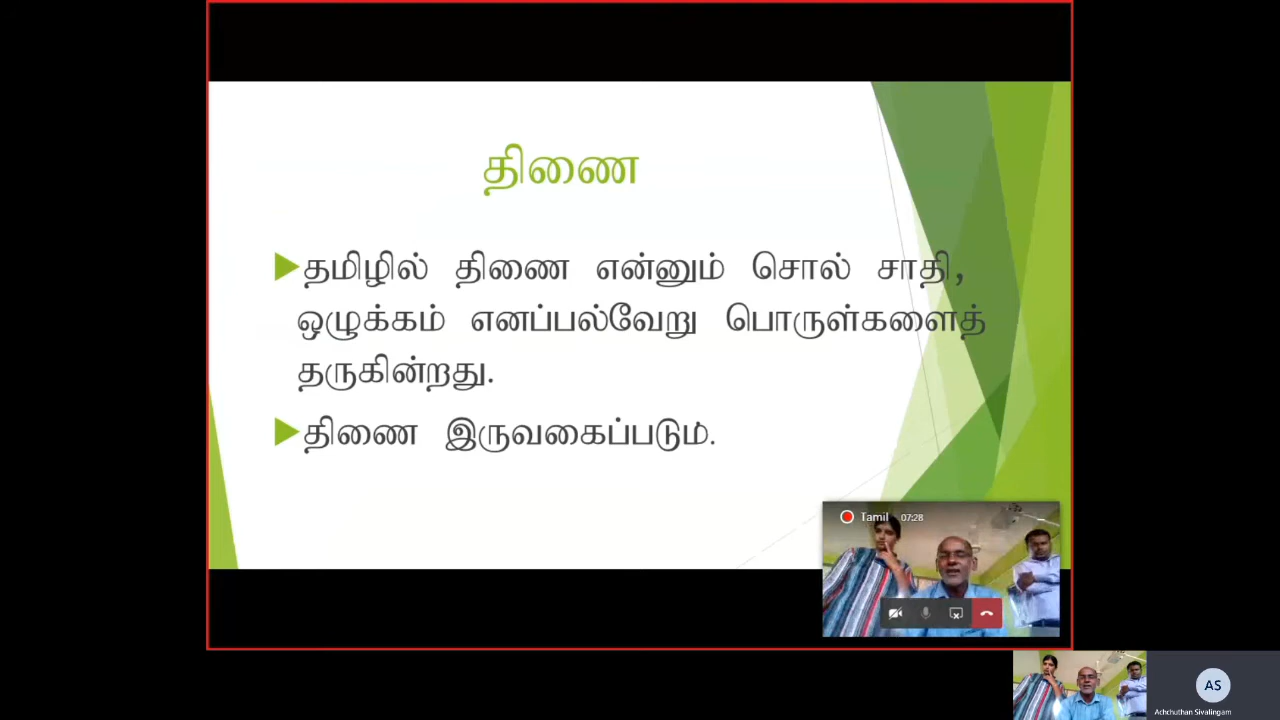 திணை
தமிழில் திணை என்னும் சொல் சாதி,
ஒழுக்கம் எனப்பல்வேறு பொருள்களைத்
தருகின்றது.
திணை இருவகைப்படும்.
Tamil 07:28
AS
Achchuthan Sivalingam